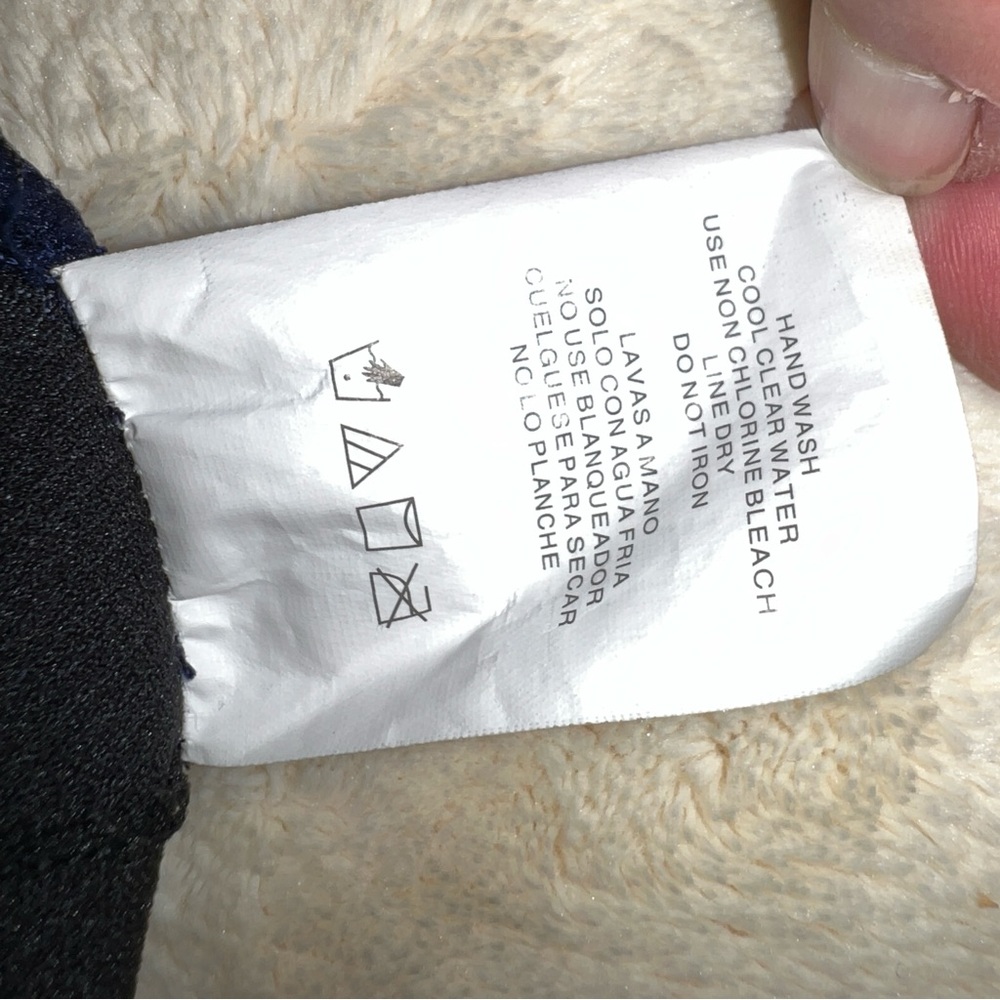 HAND WASH
COOL CLEAR WATER
USE NON CHLORINE BLEACH
LINE DRY
DO NOT IRON
LAVAS A MANO
SOLO CON AGUA FRIA
NO USE BLANQUEADOR
CUELGUESE PARA SECAR
NO LO PLANCHE